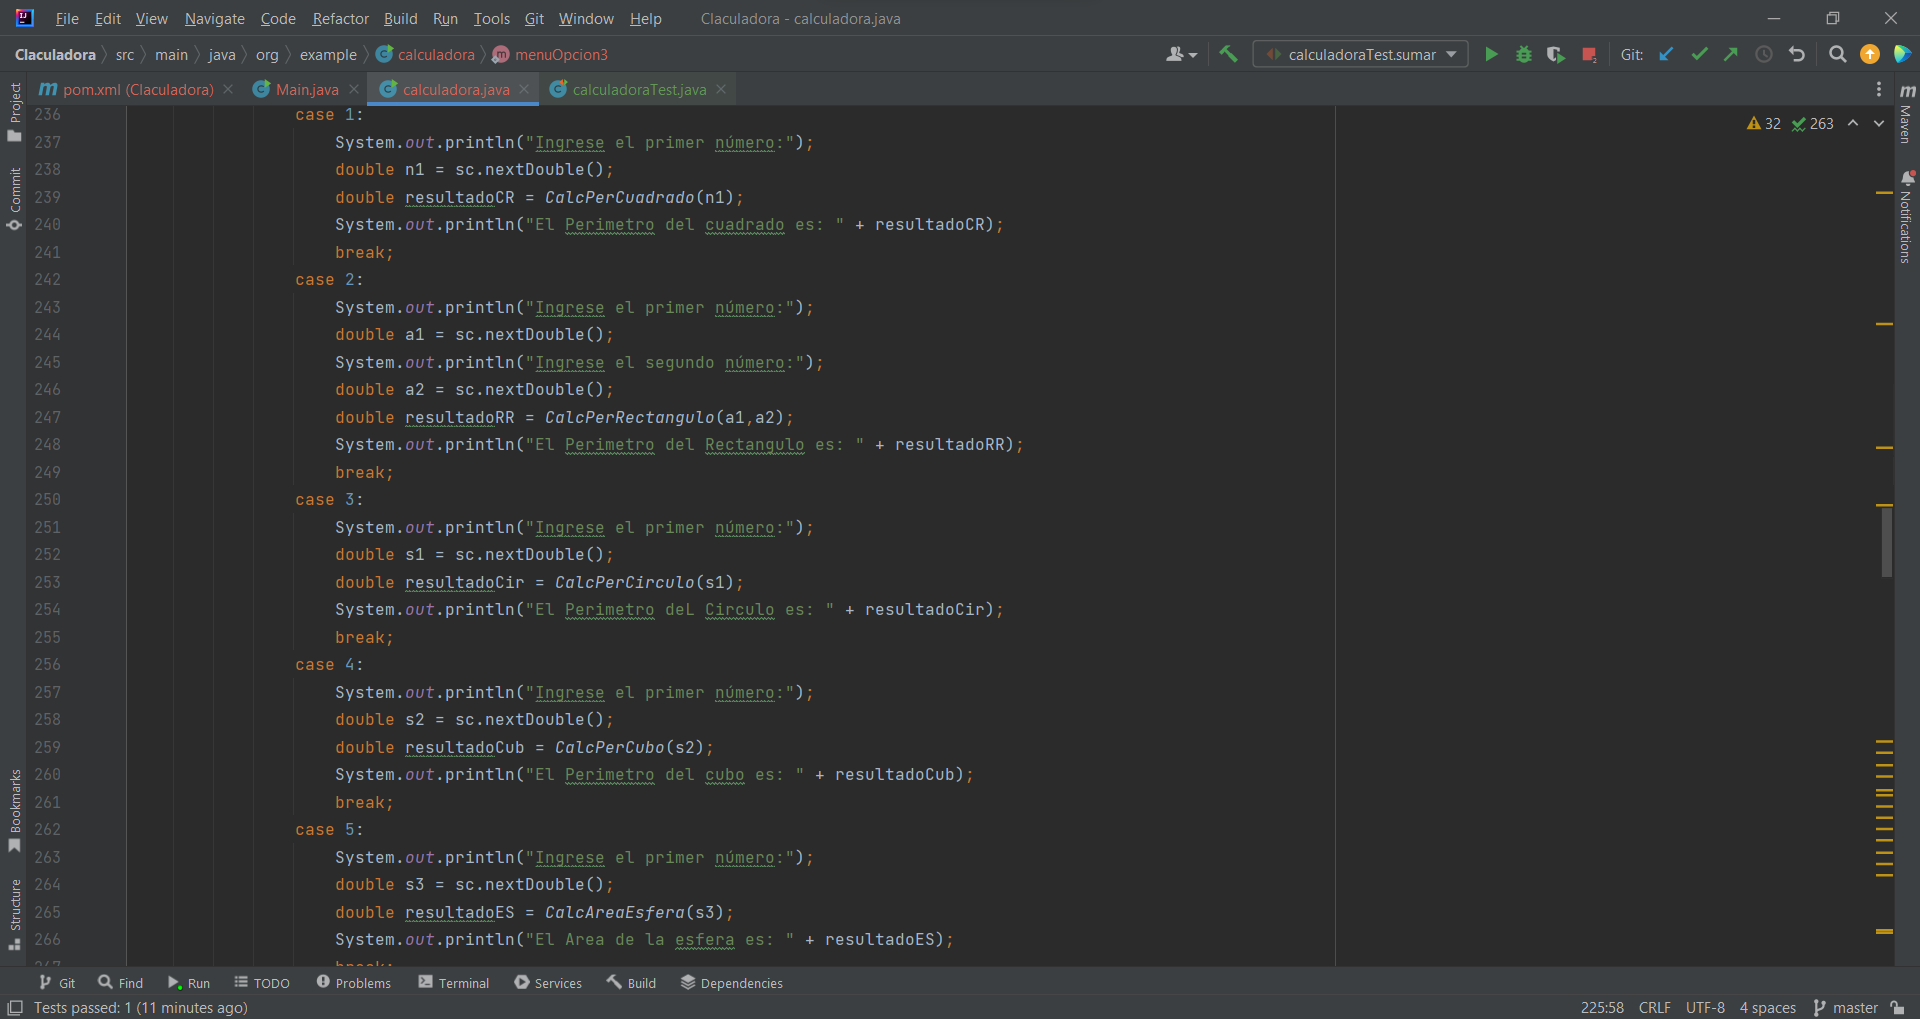 File Edit View Navigate Code Refactor Build Run Tools Git Window Help Claculadora - calculadora.java
Claculadora src main java org example calculadora menuOpcion3 calculadoraTest.sumar Git:
pom.xml (Claculadora) Main.java calculadora.java calculadoraTest.java
32 263
Project
Commit
Bookmarks
Structure
Maven
Notifications
236 case 1:
237 System.out.println("Ingrese el primer número:");
238 double n1 = sc.nextDouble();
239 double resultadoCR = CalcPerCuadrado(n1);
240 System.out.println("El Perimetro del cuadrado es: " + resultadoCR);
241 break;
242 case 2:
243 System.out.println("Ingrese el primer número:");
244 double a1 = sc.nextDouble();
245 System.out.println("Ingrese el segundo número:");
246 double a2 = sc.nextDouble();
247 double resultadoRR = CalcPerRectangulo(a1,a2);
248 System.out.println("El Perimetro del Rectangulo es: " + resultadoRR);
249 break;
250 case 3:
251 System.out.println("Ingrese el primer número:");
252 double s1 = sc.nextDouble();
253 double resultadoCir = CalcPerCirculo(s1);
254 System.out.println("El Perimetro deL Circulo es: " + resultadoCir);
255 break;
256 case 4:
257 System.out.println("Ingrese el primer número:");
258 double s2 = sc.nextDouble();
259 double resultadoCub = CalcPerCubo(s2);
260 System.out.println("El Perimetro del cubo es: " + resultadoCub);
261 break;
262 case 5:
263 System.out.println("Ingrese el primer número:");
264 double s3 = sc.nextDouble();
265 double resultadoES = CalcAreaEsfera(s3);
266 System.out.println("El Area de la esfera es: " + resultadoES);
267 break;
Git Find Run TODO Problems Terminal Services Build Dependencies
Tests passed: 1 (11 minutes ago) 225:58 CRLF UTF-8 4 spaces master